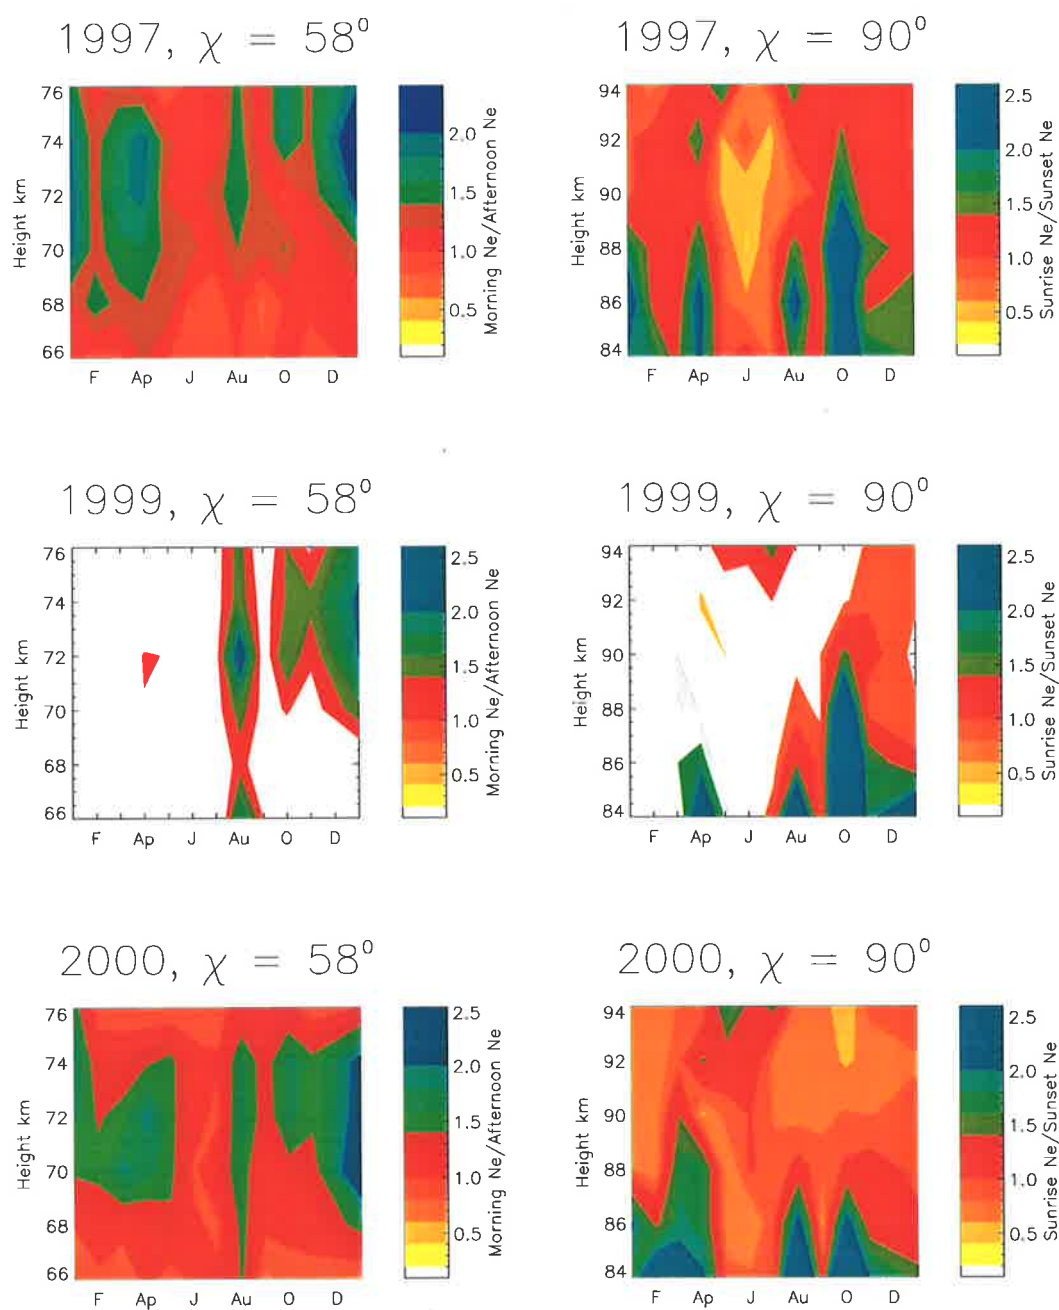 1997, χ = 58⁰
76
74
72
70
68
66
Height km
F Ap J Au O D
2.0
1.5
1.0
0.5
Morning Ne/Afternoon Ne
1997, χ = 90⁰
94
92
90
88
86
84
Height km
F Ap J Au O D
2.5
2.0
1.5
1.0
0.5
Sunrise Ne/Sunset Ne
1999, χ = 58⁰
76
74
72
70
68
66
Height km
F Ap J Au O D
2.5
2.0
1.5
1.0
0.5
Morning Ne/Afternoon Ne
1999, χ = 90⁰
94
92
90
88
86
84
Height km
F Ap J Au O D
2.5
2.0
1.5
1.0
0.5
Sunrise Ne/Sunset Ne
2000, χ = 58⁰
76
74
72
70
68
66
Height km
F Ap J Au O D
2.5
2.0
1.5
1.0
0.5
Morning Ne/Afternoon Ne
2000, χ = 90⁰
94
92
90
88
86
84
Height km
F Ap J Au O D
2.5
2.0
1.5
1.0
0.5
Sunrise Ne/Sunset Ne